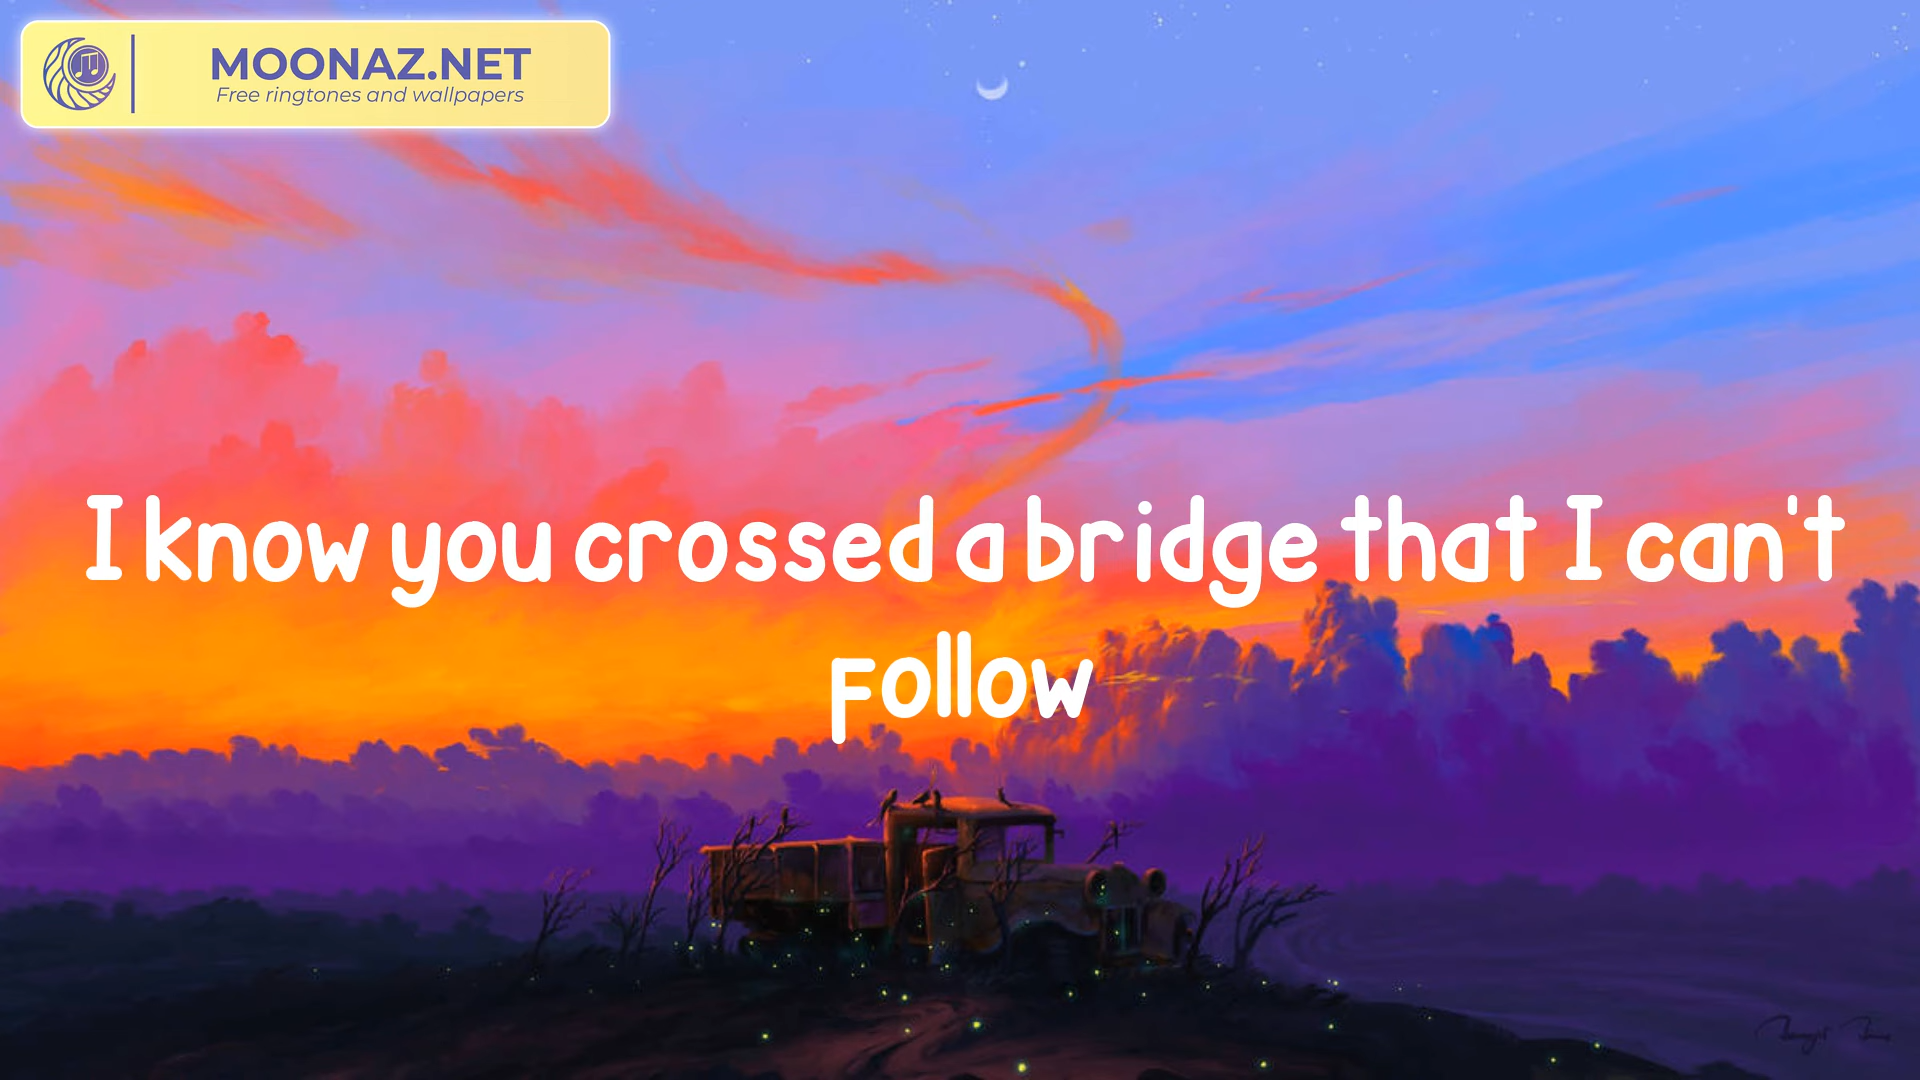 MOONAZ.NET
Free ringtones and wallpapers
I know you crossed a bridge that I can't
follow